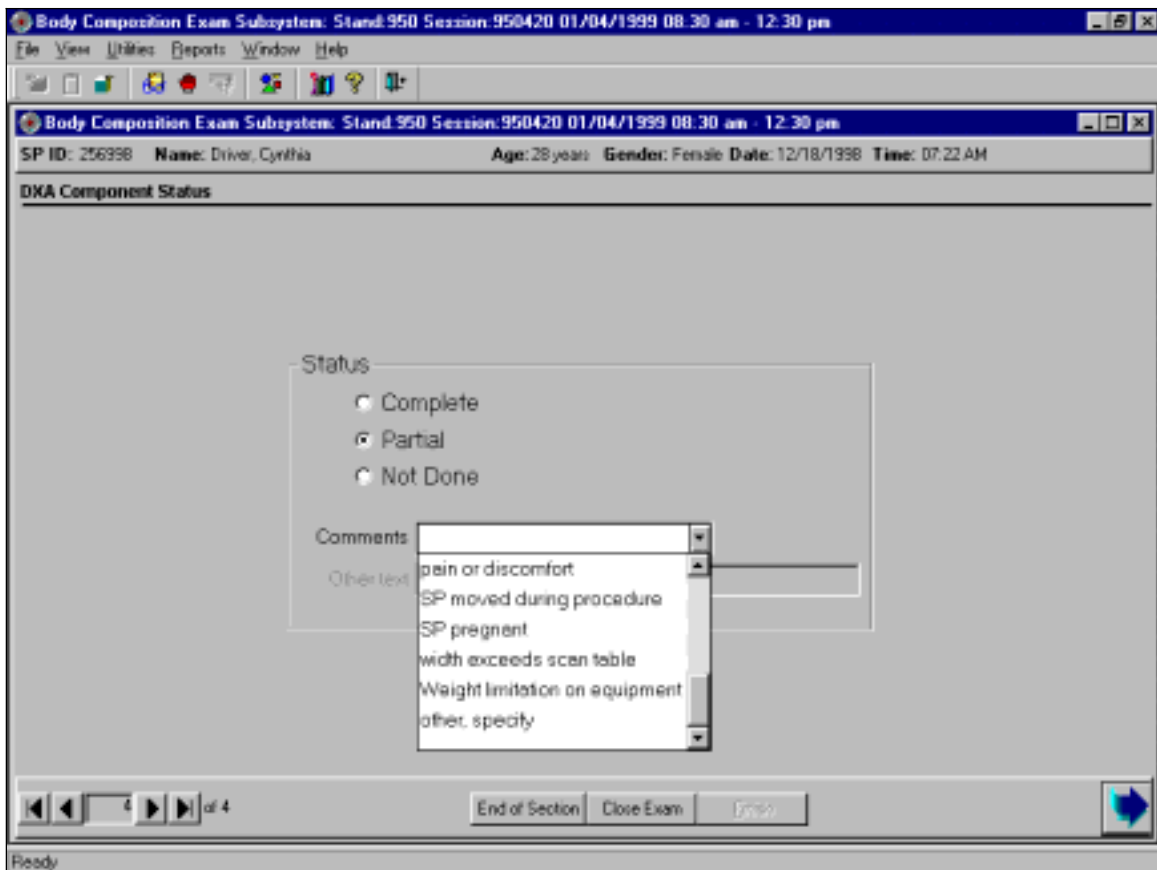 Body Composition Exam Subsystem: Stand:950 Session:950420 01/04/1999 08:30 am - 12:30 pm
File View Utilities Reports Window Help
Body Composition Exam Subsystem: Stand:950 Session:950420 01/04/1999 08:30 am - 12:30 pm
SP ID: 256998 Name: Driver, Cynthia Age: 28 years Gender: Female Date: 12/18/1998 Time: 07:22 AM
DXA Component Status
Status
Complete
Partial
Not Done
Comments
Other text
pain or discomfort
SP moved during procedure
SP pregnant
width exceeds scan table
Weight limitation on equipment
other, specify
4 of 4 End of Section Close Exam
Ready